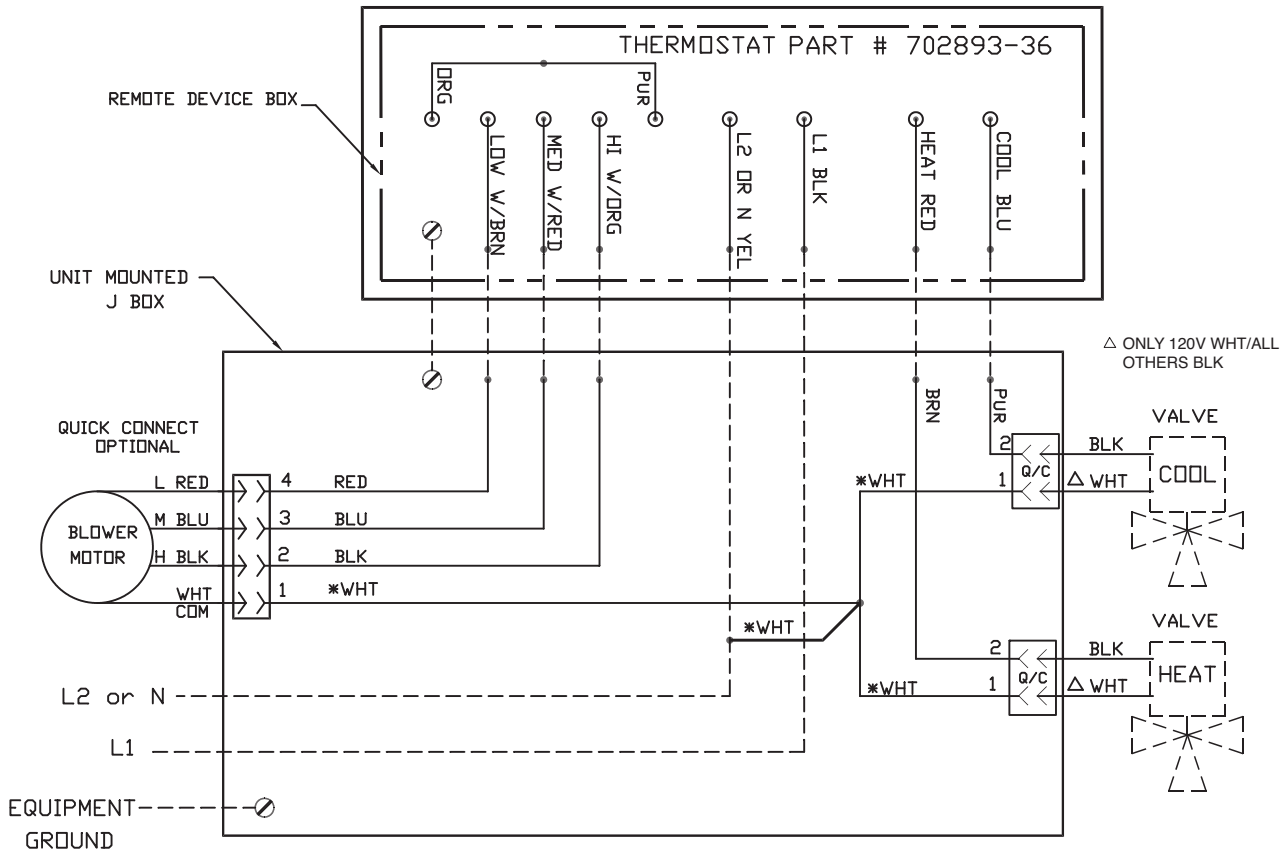 THERMOSTAT PART # 702893-36
ORG
PUR
REMOTE DEVICE BOX
LOW W/BRN
MED W/RED
HI W/ORG
L2 OR N YEL
L1 BLK
HEAT RED
COOL BLU
UNIT MOUNTED
J BOX
△ ONLY 120V WHT/ALL
OTHERS BLK
BRN
PUR
VALVE
QUICK CONNECT
OPTIONAL
2
BLK
Q/C
COOL
1
*WHT
△ WHT
L RED
4
RED
M BLU
3
BLU
BLOWER
MOTOR
H BLK
2
BLK
WHT
COM
1
*WHT
*WHT
VALVE
2
BLK
Q/C
HEAT
*WHT
1
△ WHT
L2 or N
L1
EQUIPMENT
GROUND